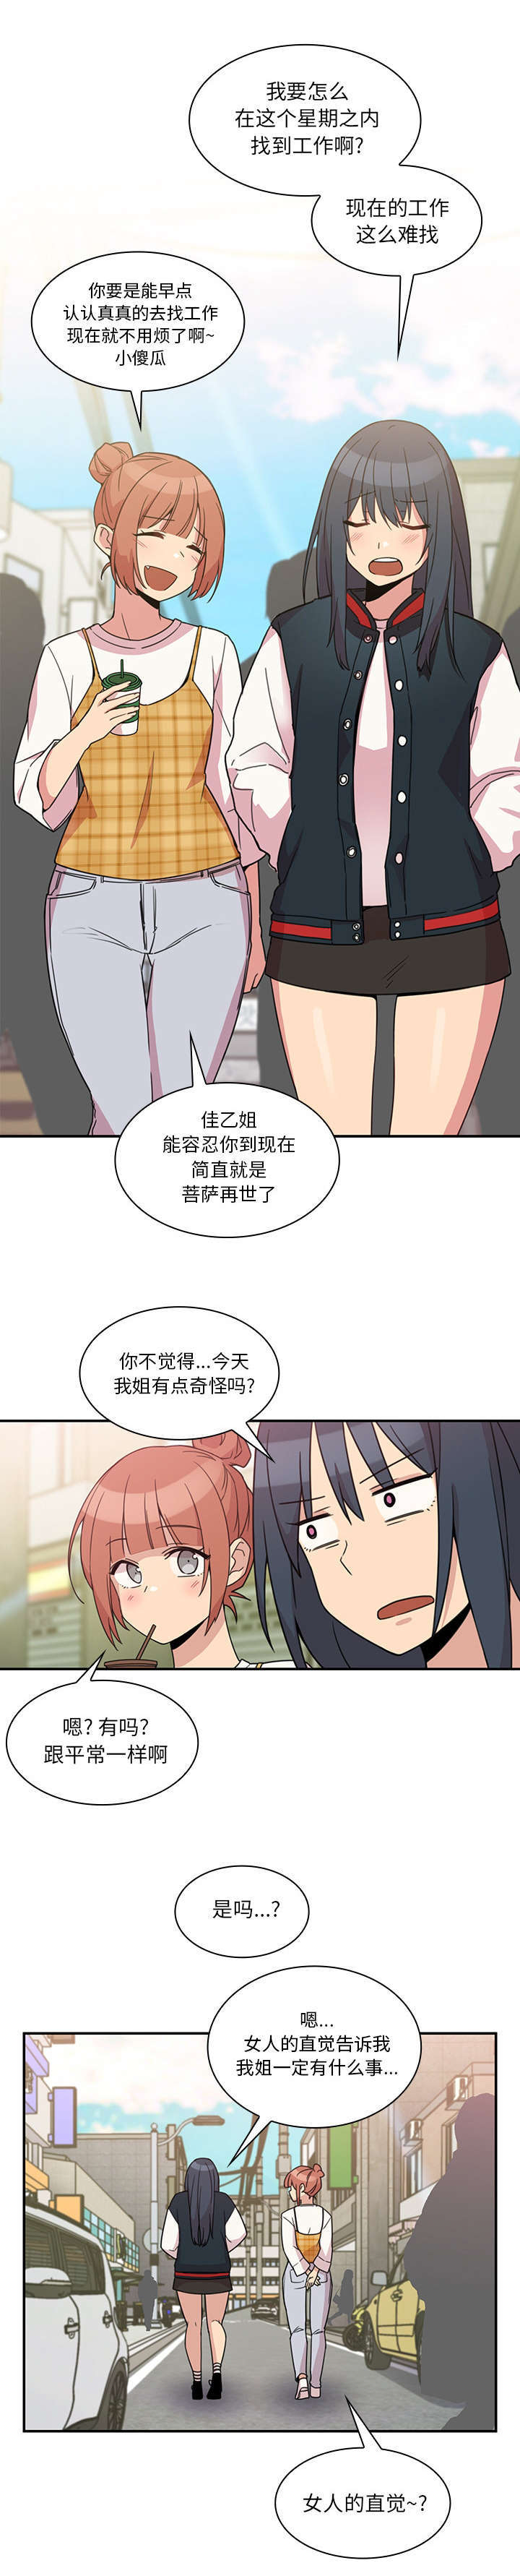 我要怎么
在这个星期之内
找到工作啊?
现在的工作
这么难找
你要是能早点
认认真真的去找工作
现在就不用烦了啊~
小傻瓜
佳乙姐
能容忍你到现在
简直就是
菩萨再世了
你不觉得...今天
我姐有点奇怪吗?
嗯? 有吗?
跟平常一样啊
是吗...?
嗯...
女人的直觉告诉我
我姐一定有什么事...
女人的直觉~?